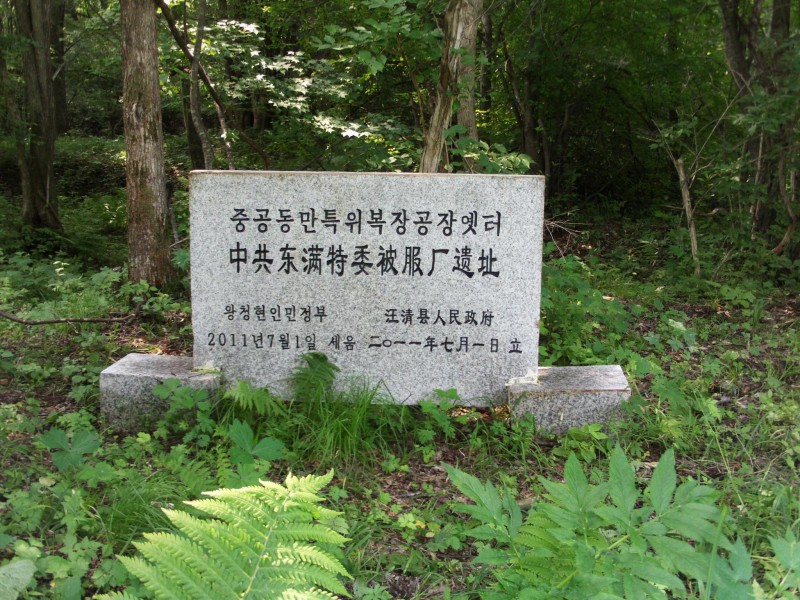 중공동만특위복장공장옛터
中共东满特委被服厂遗址
왕청현인민정부 汪清县人民政府
2011년7월1일 세움 二〇一一年七月一日 立